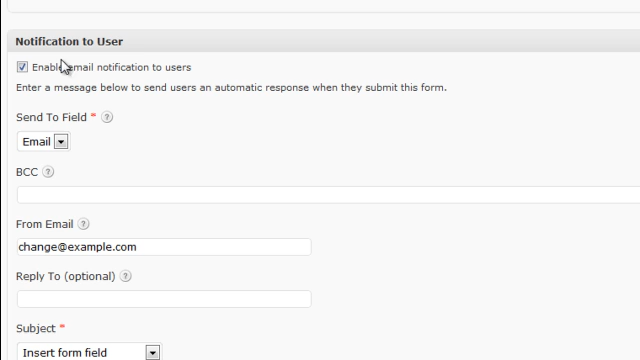 Notification to User
Enable email notification to users
Enter a message below to send users an automatic response when they submit this form.
Send To Field * ?
Email
BCC ?
From Email ?
change@example.com
Reply To (optional) ?
Subject *
Insert form field